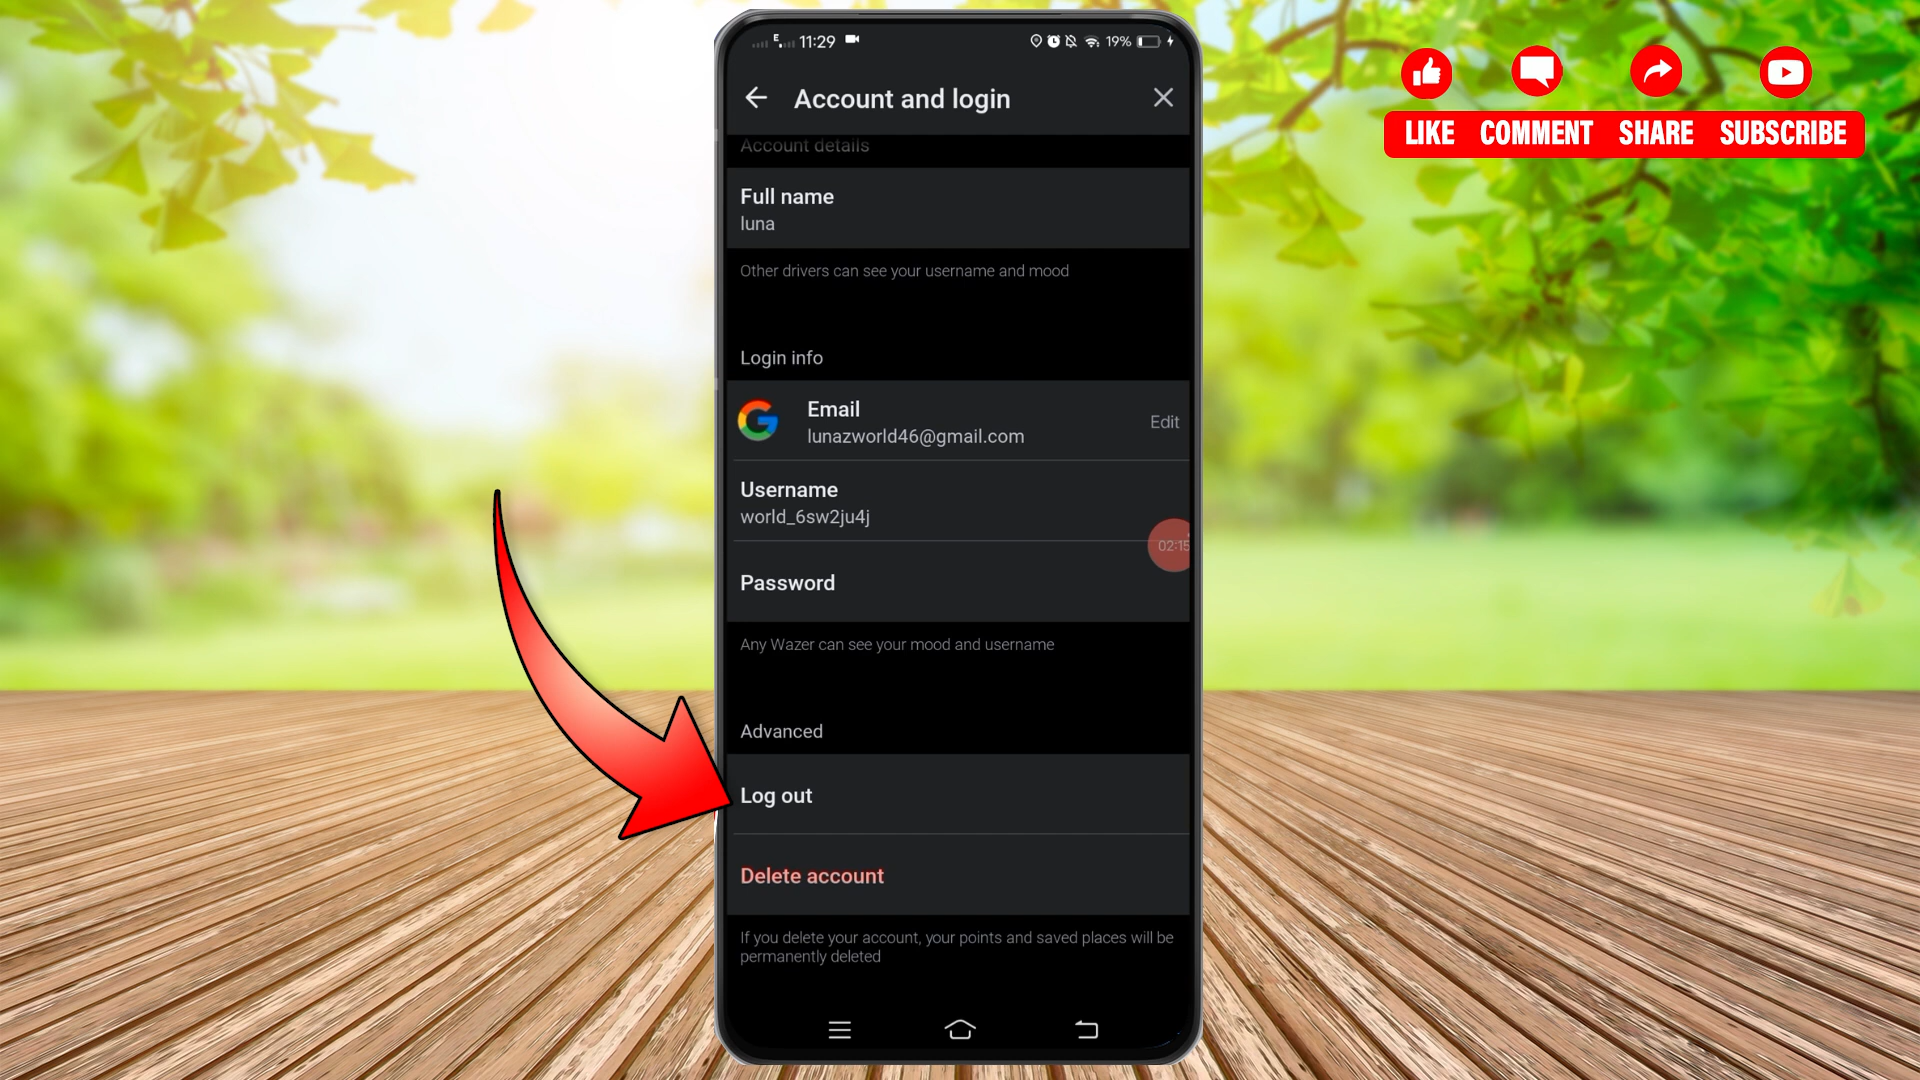 E 11:29 19%
Account and login
Account details
Full name
luna
Other drivers can see your username and mood
Login info
Email
lunazworld46@gmail.com
Edit
Username
world_6sw2ju4j
02:15
Password
Any Wazer can see your mood and username
Advanced
Log out
Delete account
If you delete your account, your points and saved places will be
permanently deleted
LIKE COMMENT SHARE SUBSCRIBE